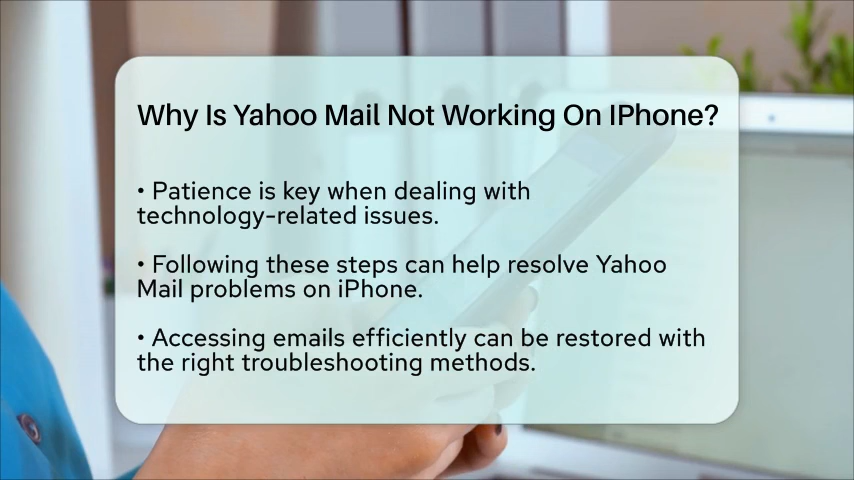 Why Is Yahoo Mail Not Working On IPhone?
• Patience is key when dealing with
technology-related issues.
• Following these steps can help resolve Yahoo
Mail problems on iPhone.
• Accessing emails efficiently can be restored with
the right troubleshooting methods.